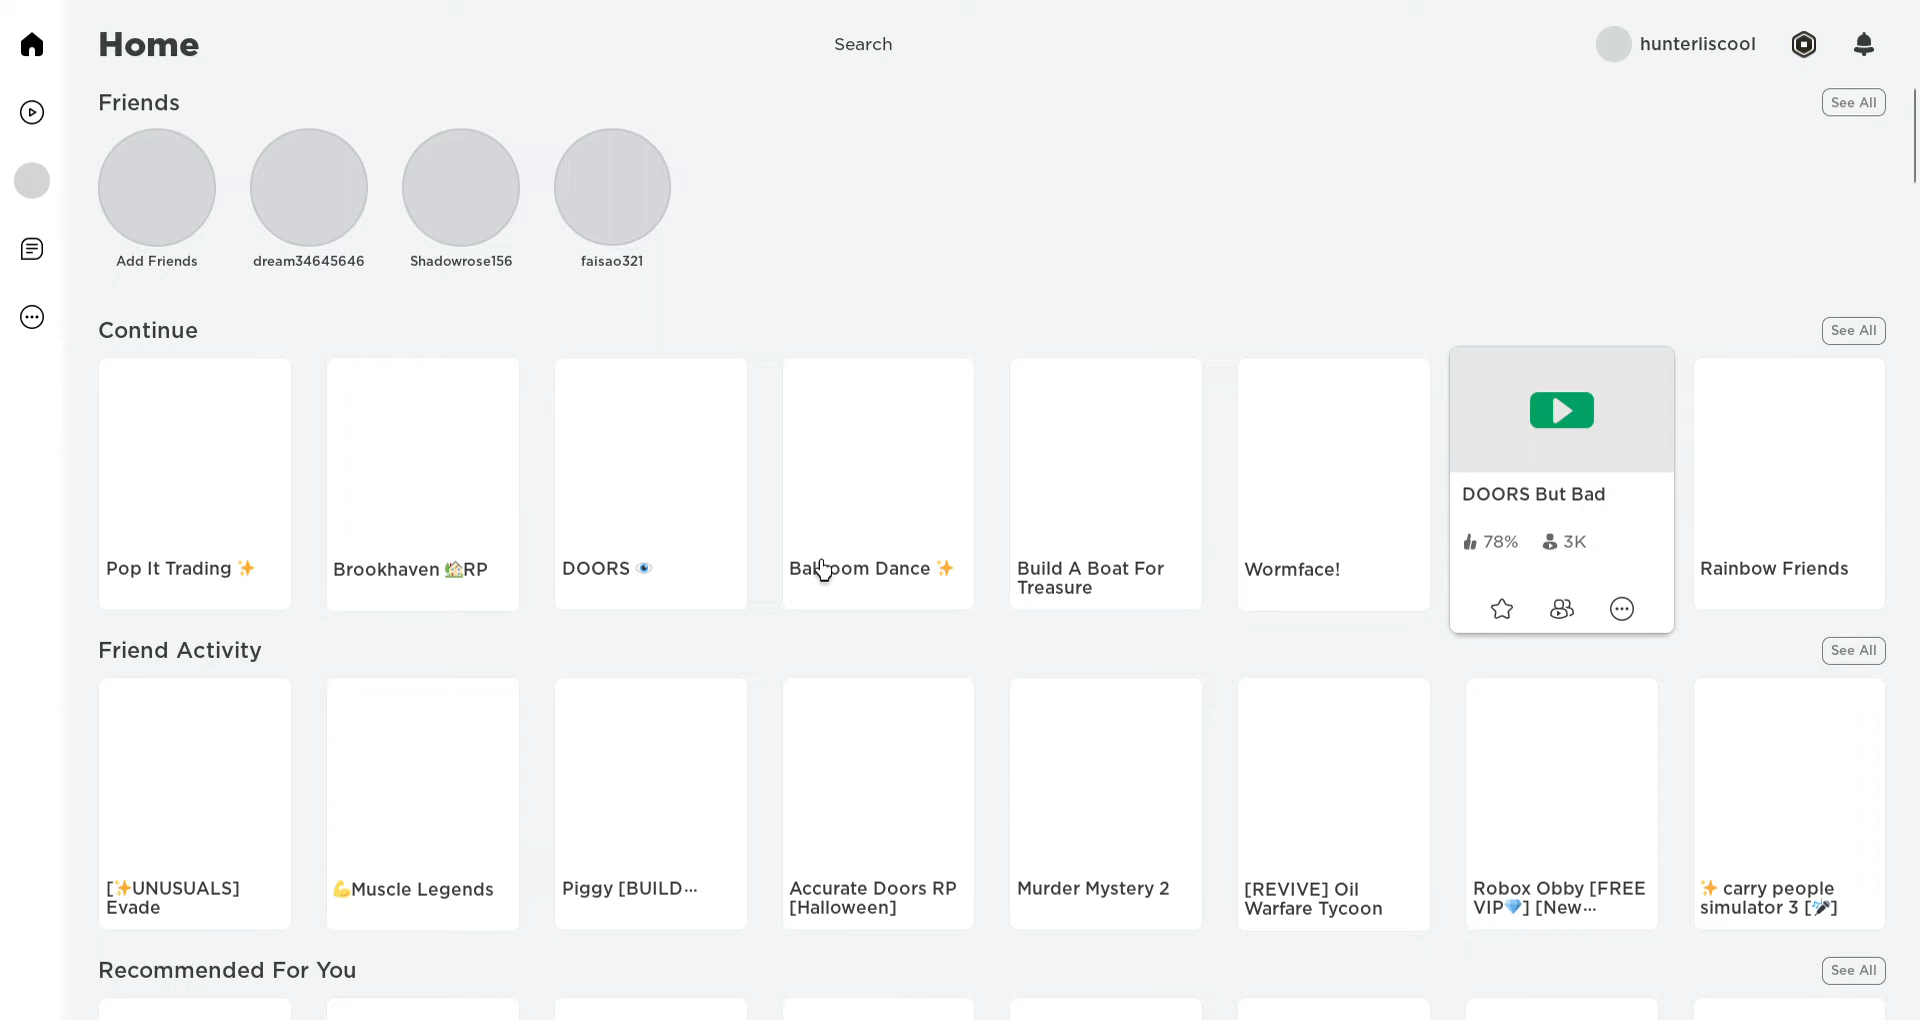 Home
Search
hunterliscool
Friends
See All
Add Friends
dream34645646
Shadowrose156
faisao321
Continue
See All
Pop It Trading ✨
Brookhaven 🏡RP
DOORS 👁️
Dance ✨
Build A Boat For
Treasure
Wormface!
DOORS But Bad
78%
3K
Rainbow Friends
Friend Activity
See All
[✨UNUSUALS]
Evade
💪Muscle Legends
Piggy [BUILD...
Accurate Doors RP
[Halloween]
Murder Mystery 2
[REVIVE] Oil
Warfare Tycoon
Robox Obby [FREE
VIP💎] [New...
✨ carry people
simulator 3 [🎤]
Recommended For You
See All